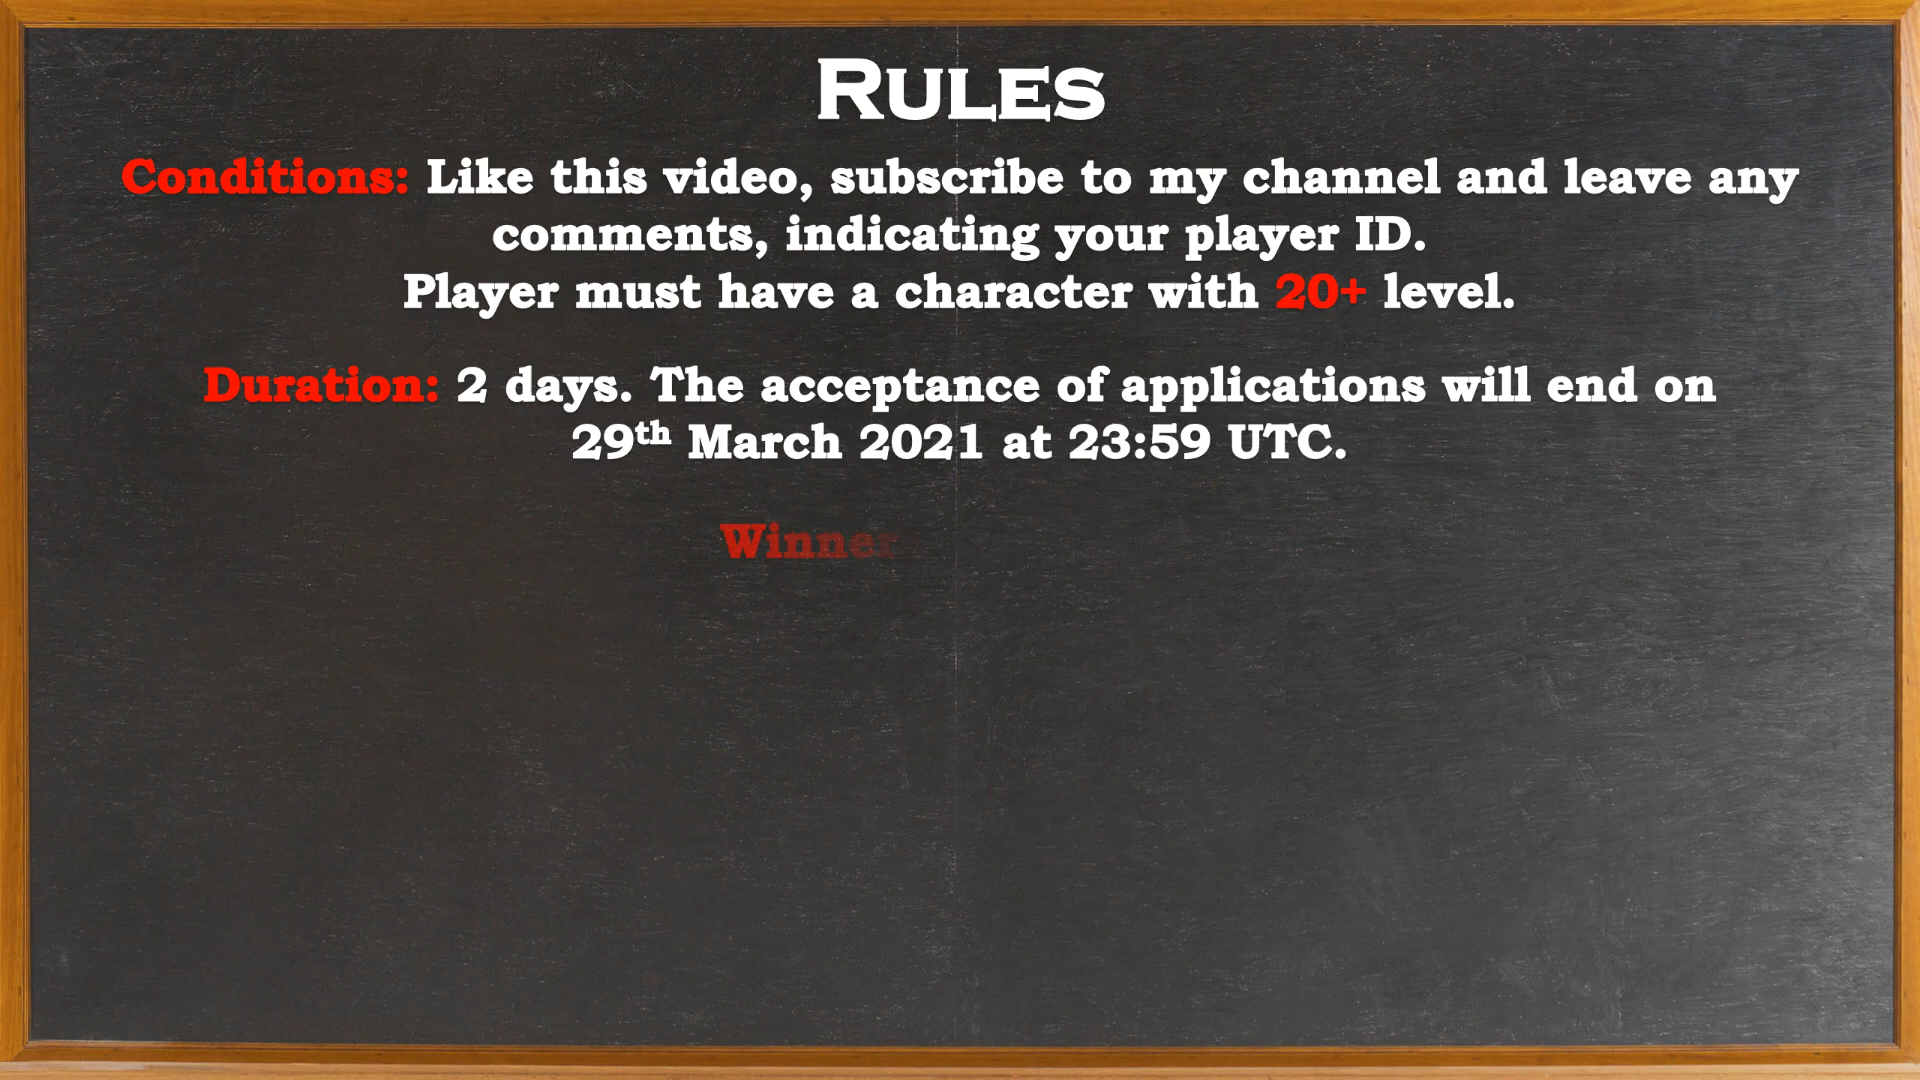 RULES
Conditions: Like this video, subscribe to my channel and leave any
comments, indicating your player ID.
Player must have a character with 20+ level.
Duration: 2 days. The acceptance of applications will end on
29th March 2021 at 23:59 UTC.
Winner